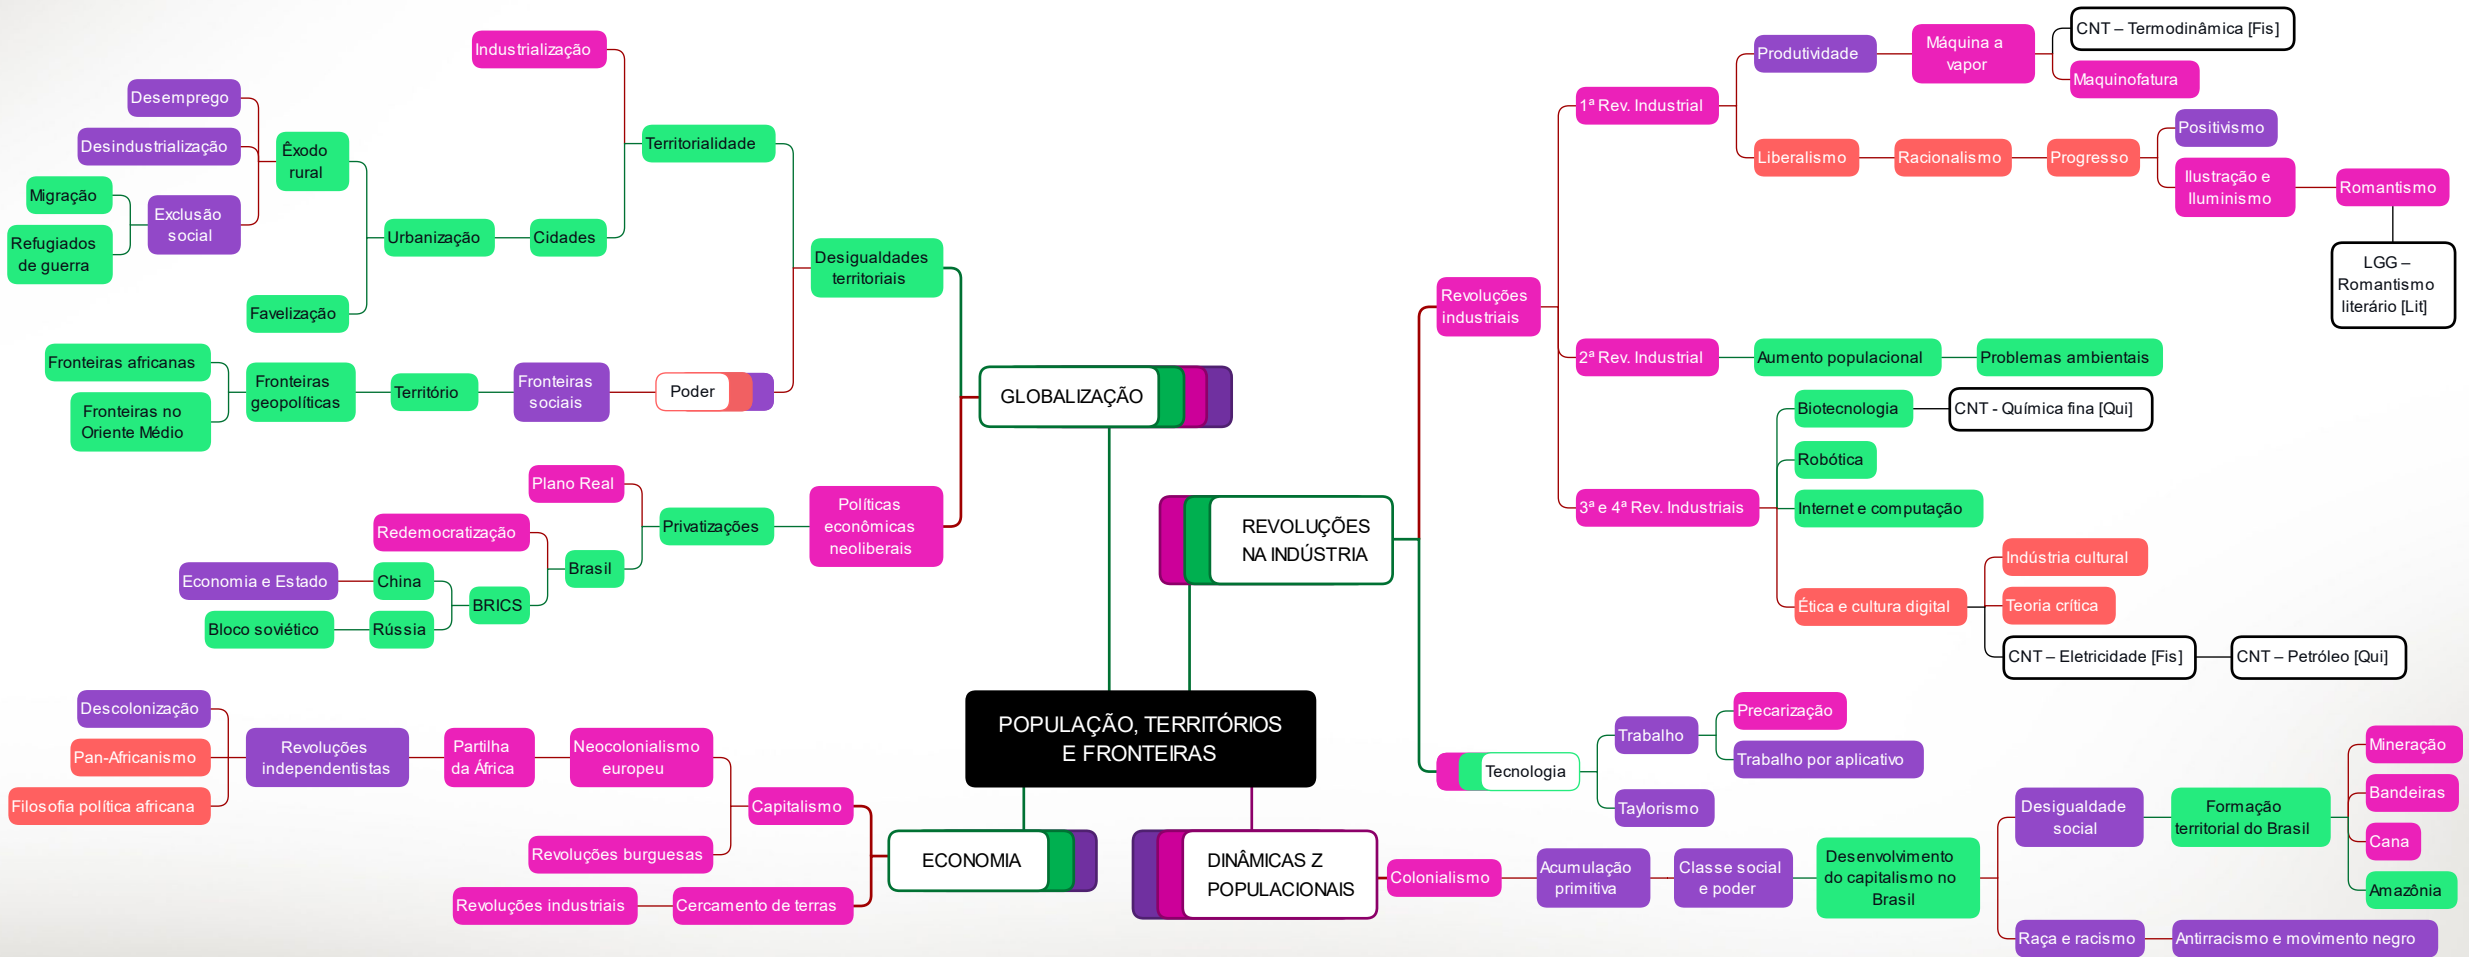 Industrialização
Desemprego
Desindustrialização
Êxodo
rural
Migração
Exclusão
social
Refugiados
de guerra
Favelização
Urbanização
Cidades
Territorialidade
Desigualdades
territoriais
Fronteiras africanas
Fronteiras no
Oriente Médio
Fronteiras
geopolíticas
Território
Fronteiras
sociais
Poder
GLOBALIZAÇÃO
Plano Real
Redemocratização
Economia e Estado
China
Bloco soviético
Rússia
BRICS
Brasil
Privatizações
Políticas
econômicas
neoliberais
POPULAÇÃO, TERRITÓRIOS
E FRONTEIRAS
Descolonização
Pan-Africanismo
Filosofia política africana
Revoluções
independentistas
Partilha
da África
Neocolonialismo
europeu
Capitalismo
Revoluções burguesas
Revoluções industriais
Cercamento de terras
ECONOMIA
REVOLUÇÕES
NA INDÚSTRIA
Revoluções
industriais
1ª Rev. Industrial
Produtividade
Máquina a
vapor
CNT – Termodinâmica [Fis]
Maquinofatura
Liberalismo
Racionalismo
Progresso
Positivismo
Ilustração e
Iluminismo
Romantismo
LGG –
Romantismo
literário [Lit]
2ª Rev. Industrial
Aumento populacional
Problemas ambientais
3ª e 4ª Rev. Industriais
Biotecnologia
CNT - Química fina [Qui]
Robótica
Internet e computação
Ética e cultura digital
Indústria cultural
Teoria crítica
CNT – Eletricidade [Fis]
CNT – Petróleo [Qui]
Tecnologia
Trabalho
Precarização
Trabalho por aplicativo
Taylorismo
DINÂMICAS Z
POPULACIONAIS
Colonialismo
Acumulação
primitiva
Classe social
e poder
Desenvolvimento
do capitalismo no
Brasil
Desigualdade
social
Formação
territorial do Brasil
Mineração
Bandeiras
Cana
Amazônia
Raça e racismo
Antirracismo e movimento negro